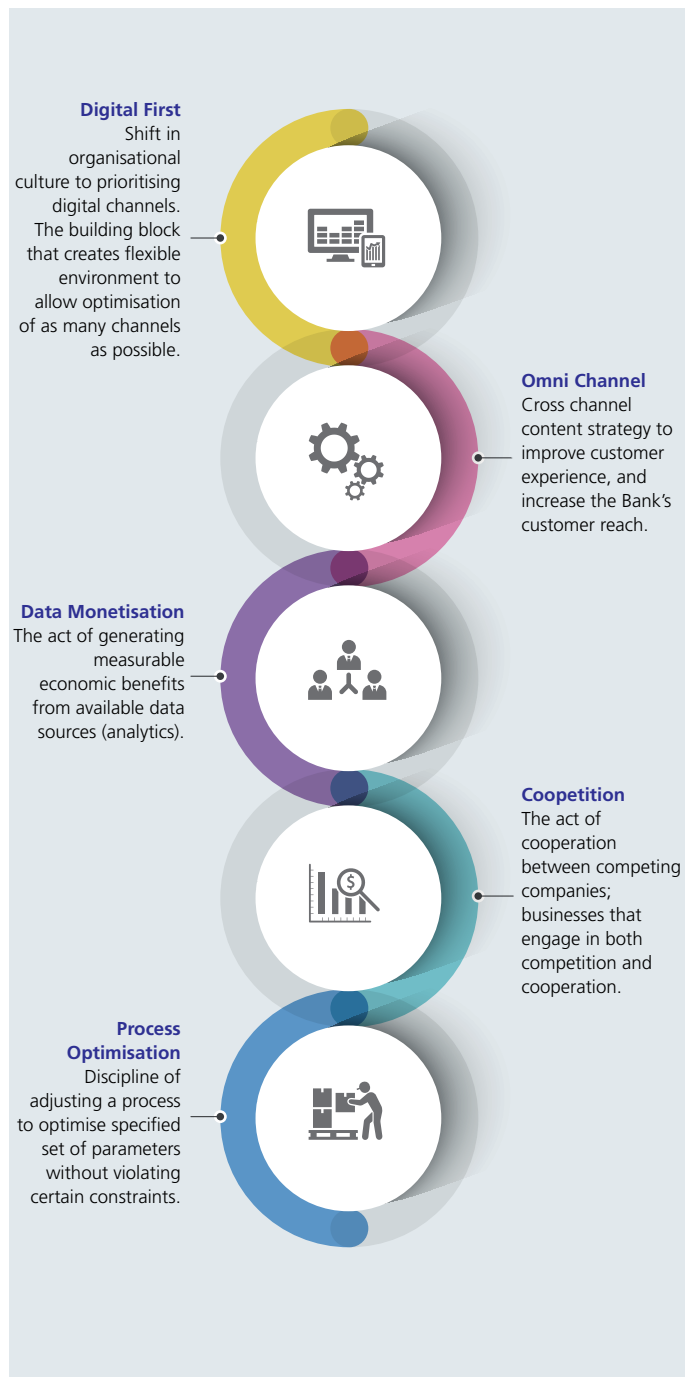 Digital First
Shift in
organisational
culture to prioritising
digital channels.
The building block
that creates flexible
environment to
allow optimisation
of as many channels
as possible.
Omni Channel
Cross channel
content strategy to
improve customer
experience, and
increase the Bank’s
customer reach.
Data Monetisation
The act of generating
measurable
economic benefits
from available data
sources (analytics).
$
Coopetition
The act of
cooperation
between competing
companies;
businesses that
engage in both
competition and
cooperation.
Process
Optimisation
Discipline of
adjusting a process
to optimise specified
set of parameters
without violating
certain constraints.